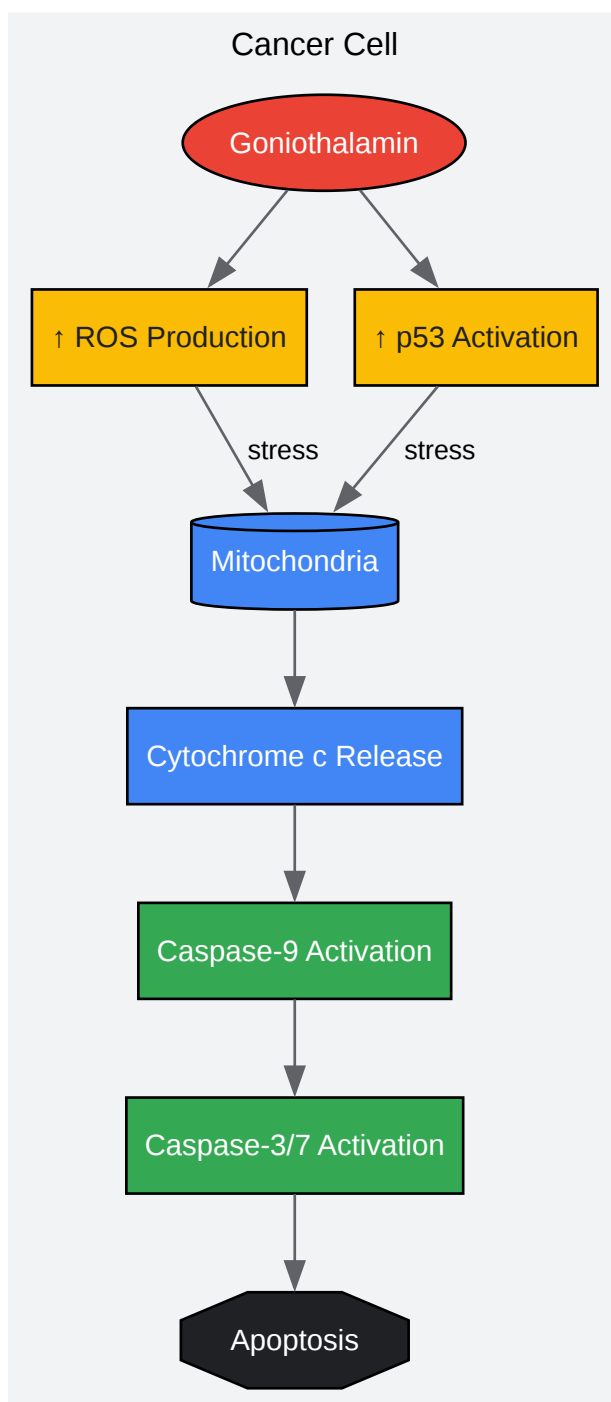 Cancer Cell
Goniothalamin
↑ ROS Production
↑ p53 Activation
stress
stress
Mitochondria
Cytochrome c Release
Caspase-9 Activation
Caspase-3/7 Activation
Apoptosis